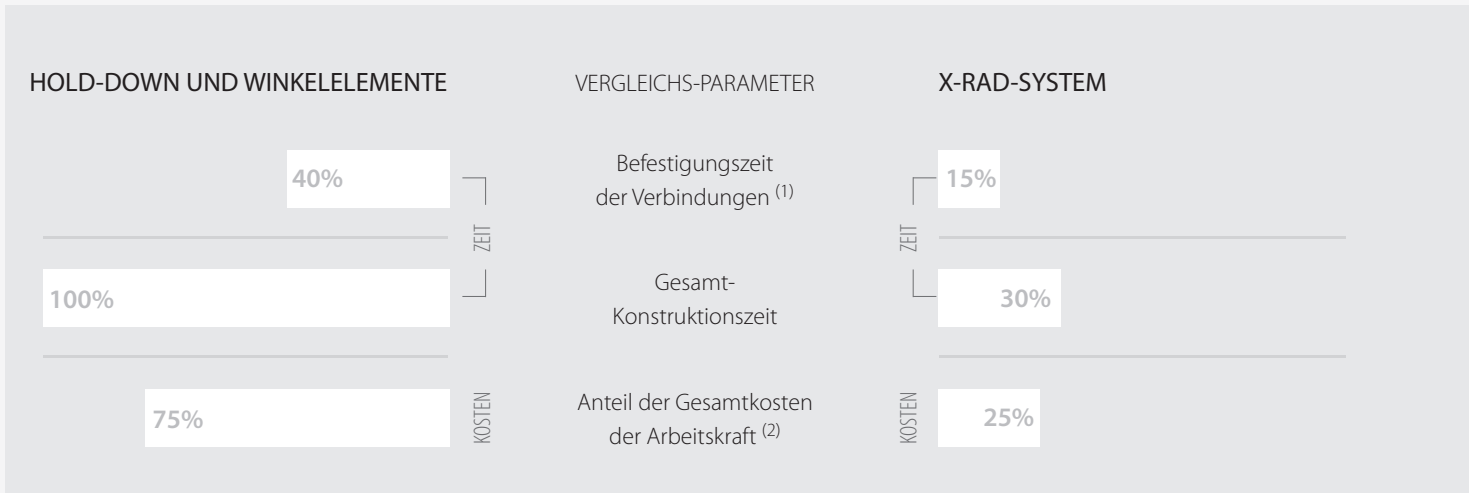 HOLD-DOWN UND WINKELELEMENTE
VERGLEICHS-PARAMETER
X-RAD-SYSTEM
40%
Befestigungszeit
der Verbindungen (1)
15%
ZEIT
ZEIT
100%
Gesamt-
Konstruktionszeit
30%
75%
KOSTEN
Anteil der Gesamtkosten
der Arbeitskraft (2)
KOSTEN
25%